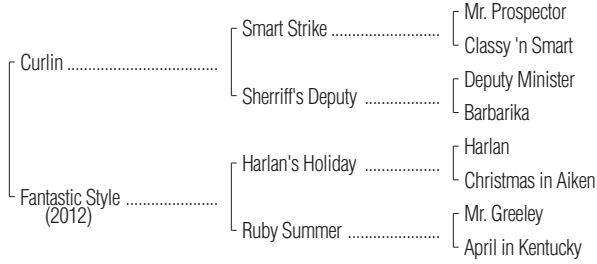 Mr. Prospector
Smart Strike ......................
Classy 'n Smart
Curlin ..............................
Deputy Minister
Sherriff's Deputy ...............
Barbarika
Harlan
Harlan's Holiday ...............
Christmas in Aiken
Fantastic Style ..................
(2012)
Mr. Greeley
Ruby Summer ..................
April in Kentucky